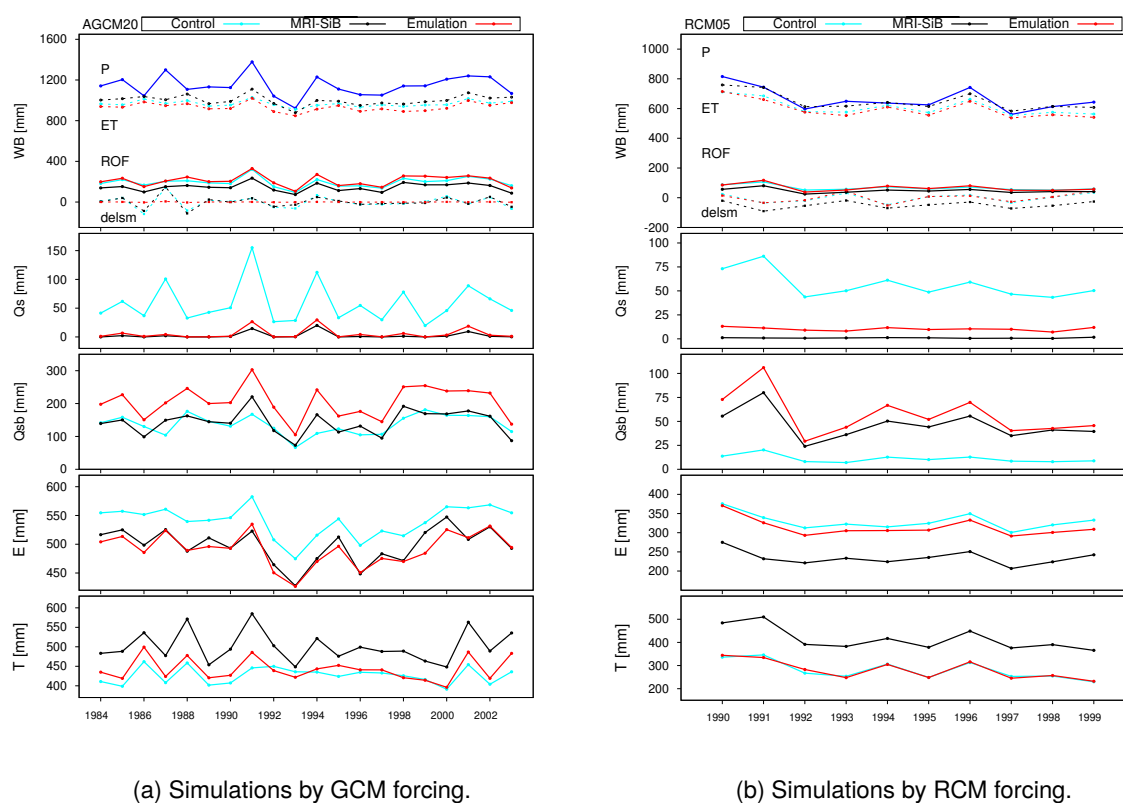 AGCM20 Control MRI-SiB Emulation
1600
1200
800
400
0
WB [mm]
P
ET
ROF
delsm
150
100
50
0
Qs [mm]
300
200
100
0
Qsb [mm]
600
550
500
450
E [mm]
600
550
500
450
400
T [mm]
1984 1986 1988 1990 1992 1994 1996 1998 2000 2002
(a) Simulations by GCM forcing.
RCM05 Control MRI-SiB Emulation
1000
800
600
400
200
0
-200
WB [mm]
P
ET
ROF
delsm
100
75
50
25
0
Qs [mm]
100
75
50
25
0
Qsb [mm]
400
350
300
250
200
E [mm]
500
400
300
200
T [mm]
1990 1991 1992 1993 1994 1995 1996 1997 1998 1999
(b) Simulations by RCM forcing.